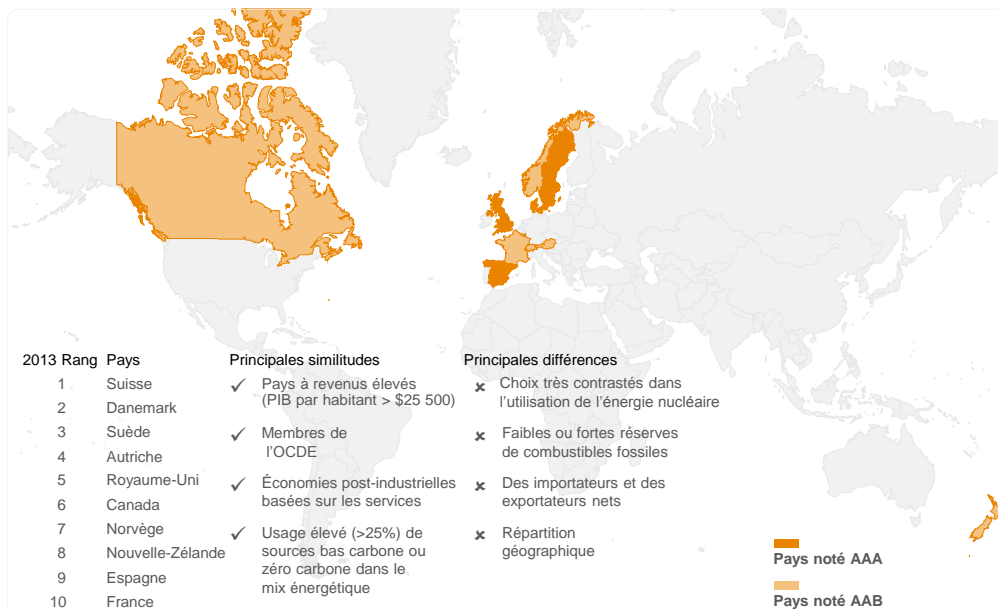 2013 Rang Pays
1 Suisse
2 Danemark
3 Suède
4 Autriche
5 Royaume-Uni
6 Canada
7 Norvège
8 Nouvelle-Zélande
9 Espagne
10 France
Principales similitudes
✓ Pays à revenus élevés
(PIB par habitant > $25 500)
✓ Membres de
l'OCDE
✓ Économies post-industrielles
basées sur les services
✓ Usage élevé (>25%) de
sources bas carbone ou
zéro carbone dans le
mix énergétique
Principales différences
✗ Choix très contrastés dans
l'utilisation de l'énergie nucléaire
✗ Faibles ou fortes réserves
de combustibles fossiles
✗ Des importateurs et des
exportateurs nets
✗ Répartition
géographique
Pays noté AAA
Pays noté AAB